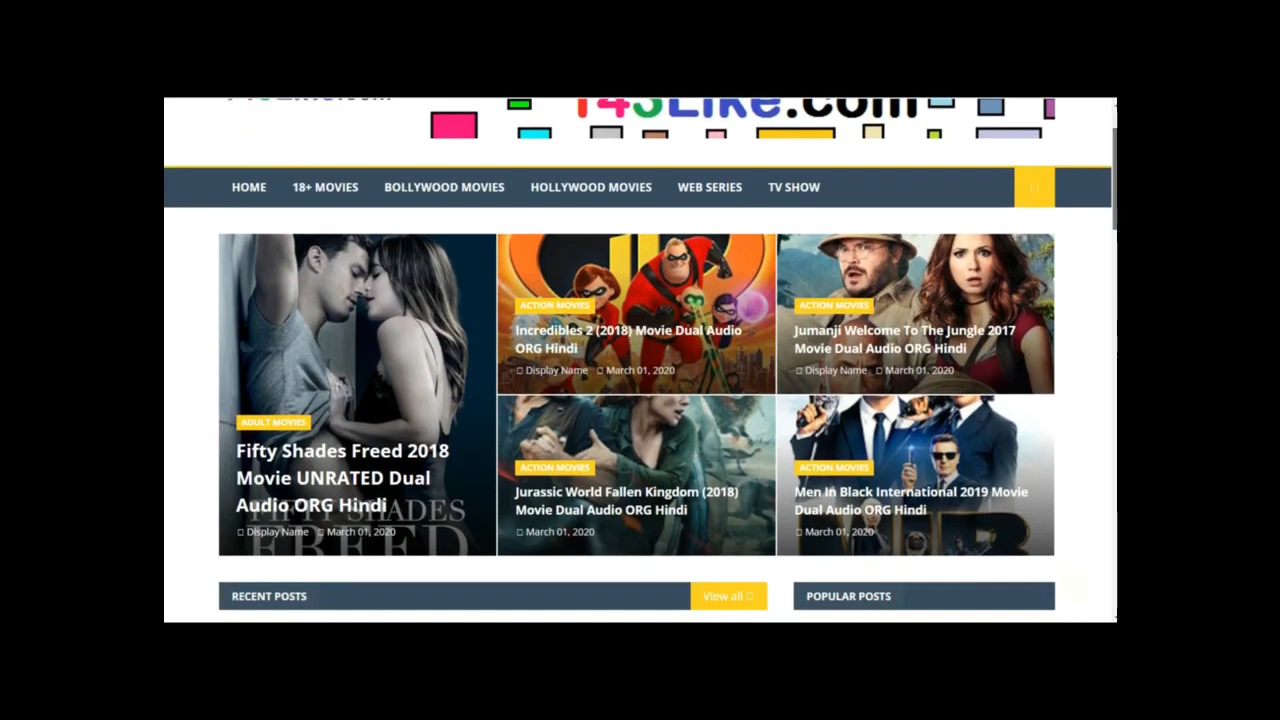 143Like.com
HOME 18+ MOVIES BOLLYWOOD MOVIES HOLLYWOOD MOVIES WEB SERIES TV SHOW
ADULT MOVIES
Fifty Shades Freed 2018
Movie UNRATED Dual
Audio ORG Hindi
Display Name March 01, 2020
FIFTY SHADES
FREED
ACTION MOVIES
Incredibles 2 (2018) Movie Dual Audio
ORG Hindi
Display Name March 01, 2020
ACTION MOVIES
Jumanji Welcome To The Jungle 2017
Movie Dual Audio ORG Hindi
Display Name March 01, 2020
ACTION MOVIES
Jurassic World Fallen Kingdom (2018)
Movie Dual Audio ORG Hindi
March 01, 2020
ACTION MOVIES
Men In Black International 2019 Movie
Dual Audio ORG Hindi
March 01, 2020
RECENT POSTS
View all
POPULAR POSTS